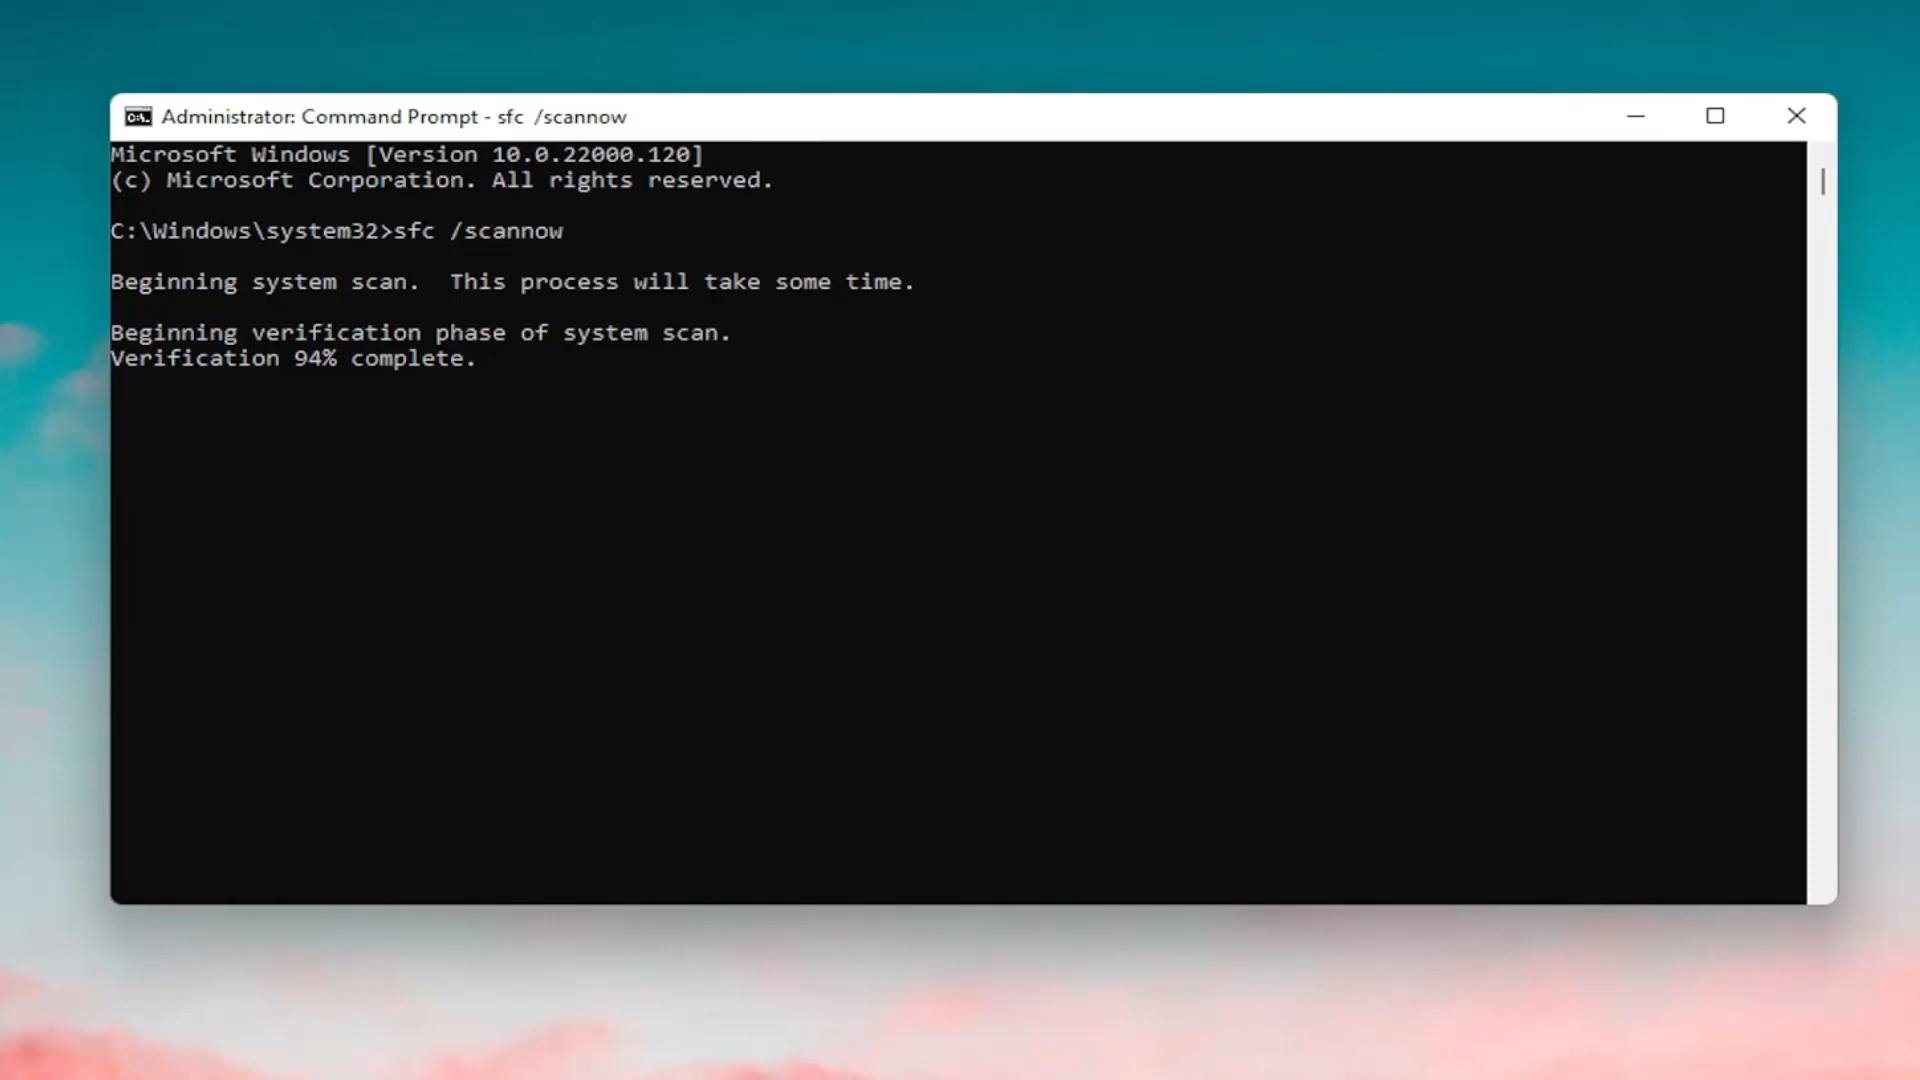 Administrator: Command Prompt - sfc  /scannow
Microsoft Windows [Version 10.0.22000.120]
(c) Microsoft Corporation. All rights reserved.
C:\Windows\system32>sfc /scannow
Beginning system scan.  This process will take some time.
Beginning verification phase of system scan.
Verification 94% complete.